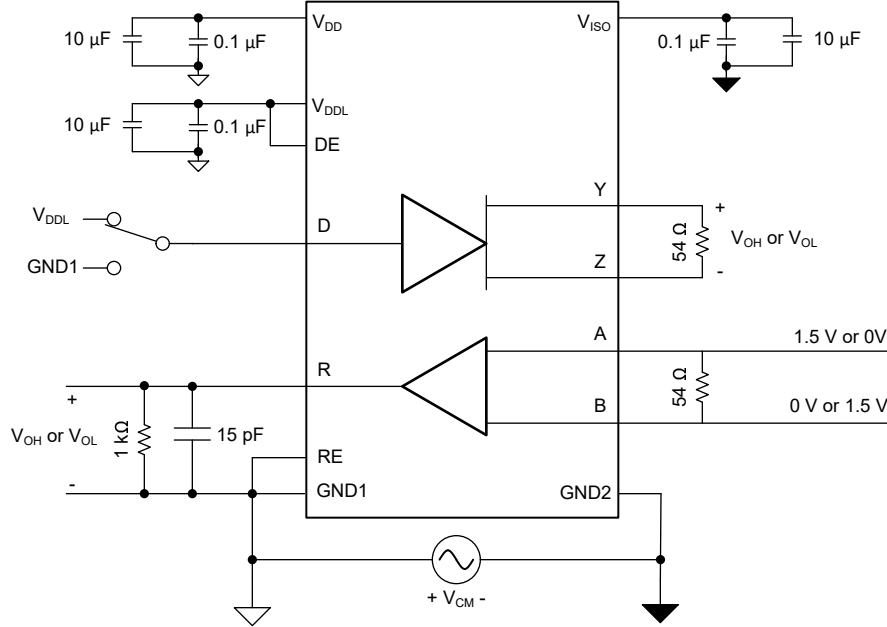 V_DD
V_ISO
10 µF
0.1 µF
0.1 µF
10 µF
V_DDL
10 µF
0.1 µF
DE
V_DDL
D
Y
+
54 Ω
V_OH or V_OL
GND1
Z
-
A
1.5 V or 0V
R
+
54 Ω
B
0 V or 1.5 V
V_OH or V_OL
1 kΩ
15 pF
RE
-
GND1
GND2
+ V_CM -